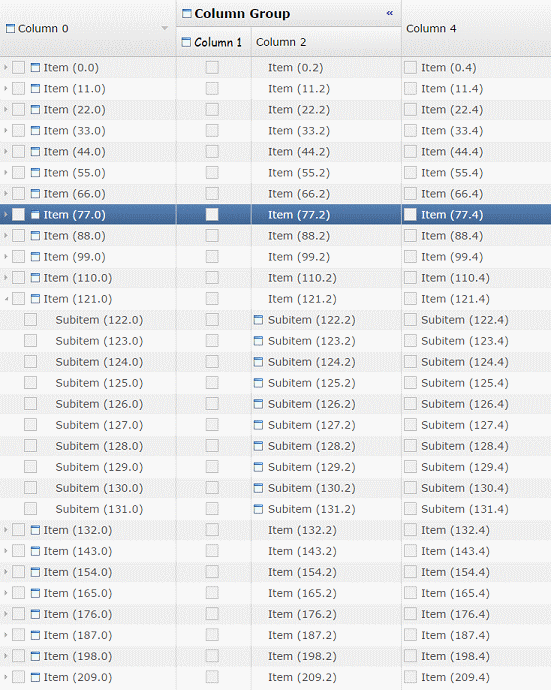 Column 0 Column Group « Column 4
Column 1 Column 2
Item (0.0) Item (0.2) Item (0.4)
Item (11.0) Item (11.2) Item (11.4)
Item (22.0) Item (22.2) Item (22.4)
Item (33.0) Item (33.2) Item (33.4)
Item (44.0) Item (44.2) Item (44.4)
Item (55.0) Item (55.2) Item (55.4)
Item (66.0) Item (66.2) Item (66.4)
Item (77.0) Item (77.2) Item (77.4)
Item (88.0) Item (88.2) Item (88.4)
Item (99.0) Item (99.2) Item (99.4)
Item (110.0) Item (110.2) Item (110.4)
Item (121.0) Item (121.2) Item (121.4)
Subitem (122.0) Subitem (122.2) Subitem (122.4)
Subitem (123.0) Subitem (123.2) Subitem (123.4)
Subitem (124.0) Subitem (124.2) Subitem (124.4)
Subitem (125.0) Subitem (125.2) Subitem (125.4)
Subitem (126.0) Subitem (126.2) Subitem (126.4)
Subitem (127.0) Subitem (127.2) Subitem (127.4)
Subitem (128.0) Subitem (128.2) Subitem (128.4)
Subitem (129.0) Subitem (129.2) Subitem (129.4)
Subitem (130.0) Subitem (130.2) Subitem (130.4)
Subitem (131.0) Subitem (131.2) Subitem (131.4)
Item (132.0) Item (132.2) Item (132.4)
Item (143.0) Item (143.2) Item (143.4)
Item (154.0) Item (154.2) Item (154.4)
Item (165.0) Item (165.2) Item (165.4)
Item (176.0) Item (176.2) Item (176.4)
Item (187.0) Item (187.2) Item (187.4)
Item (198.0) Item (198.2) Item (198.4)
Item (209.0) Item (209.2) Item (209.4)